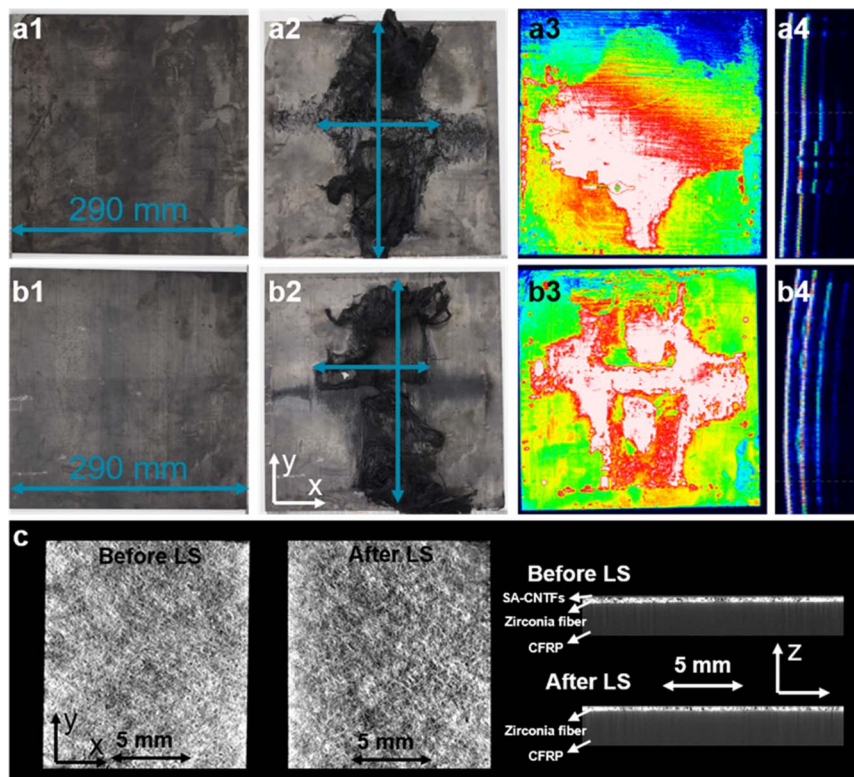 a1
a2
a3
a4
290 mm
b1
b2
b3
b4
290 mm
y
x
c
Before LS
After LS
Before LS
SA-CNTFs
Zirconia fiber
CFRP
5 mm
z
After LS
Zirconia fiber
CFRP
y
x
5 mm
5 mm